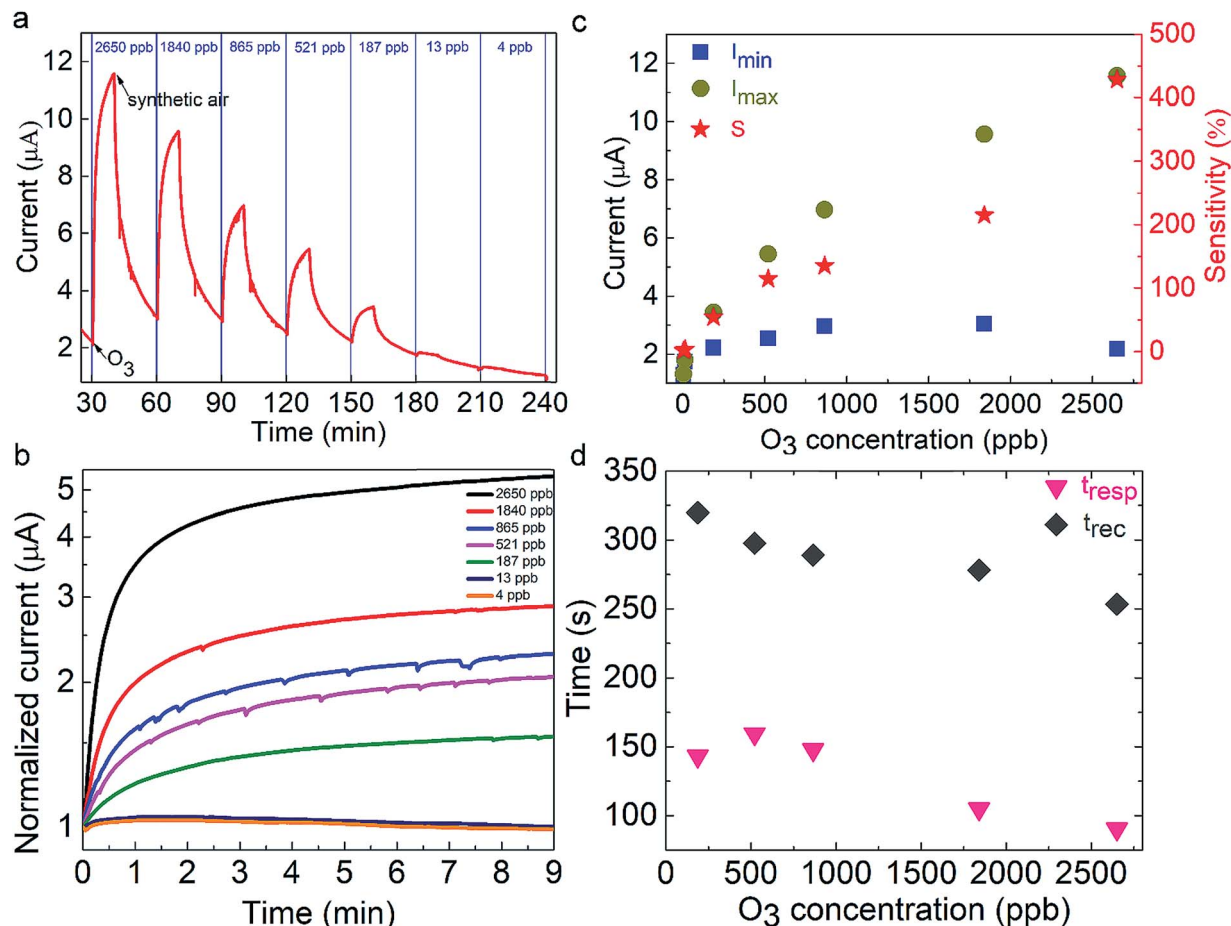 a
2650 ppb 1840 ppb 865 ppb 521 ppb 187 ppb 13 ppb 4 ppb
synthetic air
O3
12
10
8
6
4
2
Current (μA)
30 60 90 120 150 180 210 240
Time (min)
c
Imin
Imax
S
12
10
8
6
4
2
Current (μA)
500
400
300
200
100
0
Sensitivity (%)
0 500 1000 1500 2000 2500
O3 concentration (ppb)
b
2650 ppb
1840 ppb
865 ppb
521 ppb
187 ppb
13 ppb
4 ppb
5
4
3
2
1
Normalized current (μA)
0 1 2 3 4 5 6 7 8 9
Time (min)
d
tresp
trec
350
300
250
200
150
100
Time (s)
0 500 1000 1500 2000 2500
O3 concentration (ppb)